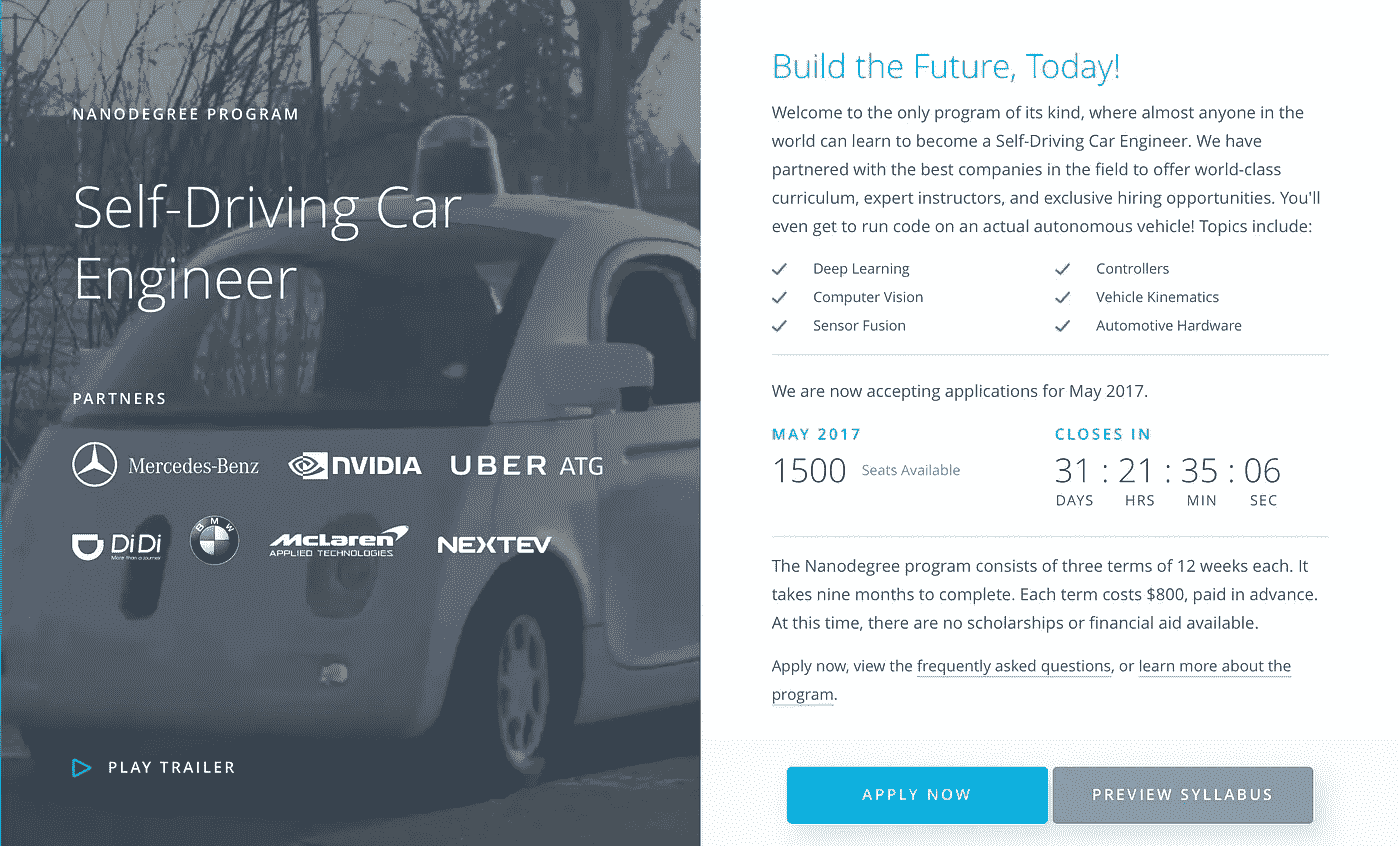 NANODEGREE PROGRAM
Self-Driving Car
Engineer
PARTNERS
Mercedes-Benz
NVIDIA
UBER ATG
DiDi
More than a journey
BMW
McLaren
APPLIED TECHNOLOGIES
NEXTEV
PLAY TRAILER
Build the Future, Today!
Welcome to the only program of its kind, where almost anyone in the
world can learn to become a Self-Driving Car Engineer. We have
partnered with the best companies in the field to offer world-class
curriculum, expert instructors, and exclusive hiring opportunities. You'll
even get to run code on an actual autonomous vehicle! Topics include:
Deep Learning
Computer Vision
Sensor Fusion
Controllers
Vehicle Kinematics
Automotive Hardware
We are now accepting applications for May 2017.
MAY 2017
1500 Seats Available
CLOSES IN
31 : 21 : 35 : 06
DAYS HRS MIN SEC
The Nanodegree program consists of three terms of 12 weeks each. It
takes nine months to complete. Each term costs $800, paid in advance.
At this time, there are no scholarships or financial aid available.
Apply now, view the frequently asked questions, or learn more about the
program.
APPLY NOW
PREVIEW SYLLABUS